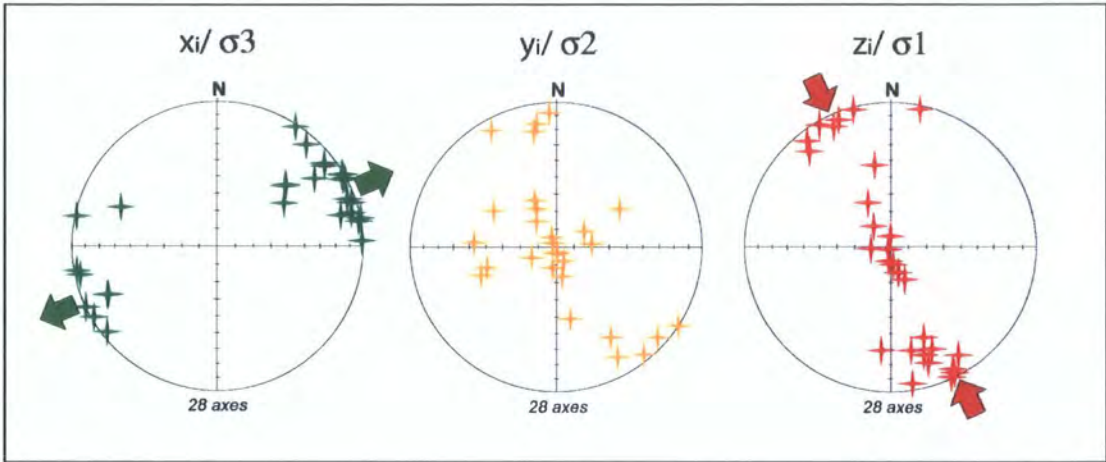 xi/ σ3
yi/ σ2
zi/ σ1
N
N
N
28 axes
28 axes
28 axes